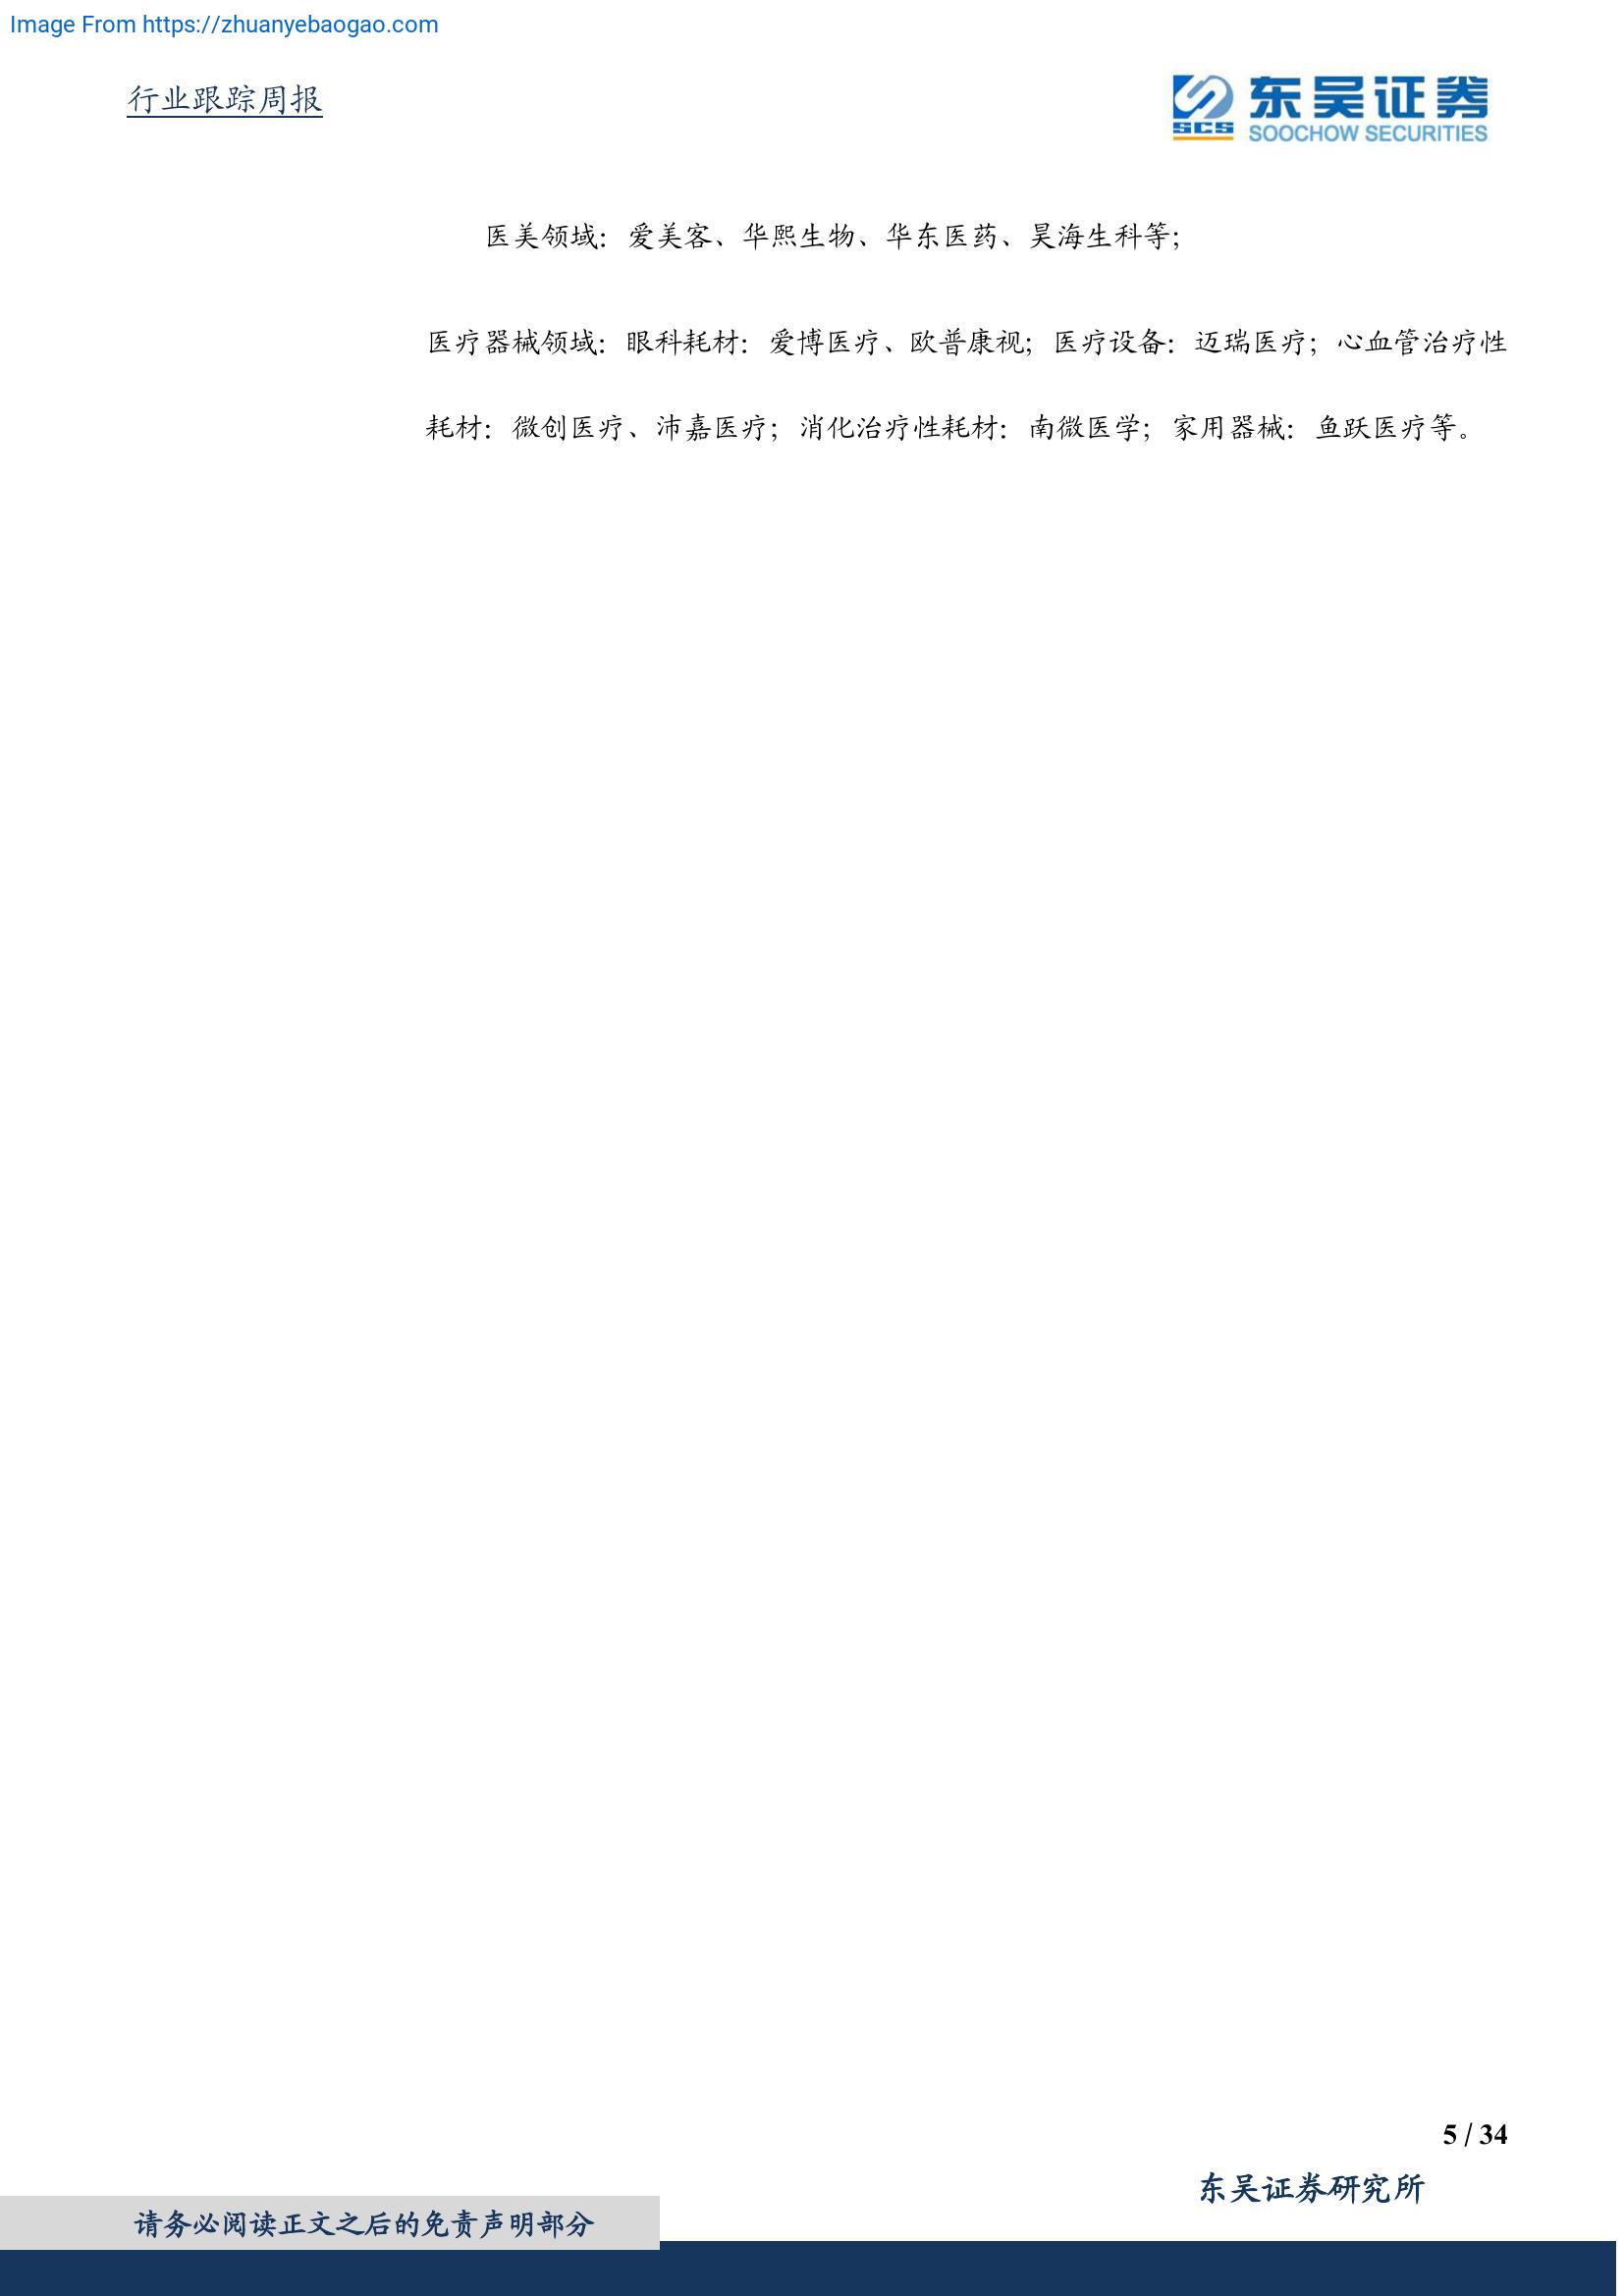 Image From https://zhuanyebaogao.com
行业跟踪周报
东吴证券
SCS
SOOCHOW SECURITIES
医美领域：爱美客、华熙生物、华东医药、昊海生科等；
医疗器械领域：眼科耗材：爱博医疗、欧普康视；医疗设备：迈瑞医疗；心血管治疗性
耗材：微创医疗、沛嘉医疗；消化治疗性耗材：南微医学；家用器械：鱼跃医疗等。
5 / 34
东吴证券研究所
请务必阅读正文之后的免责声明部分